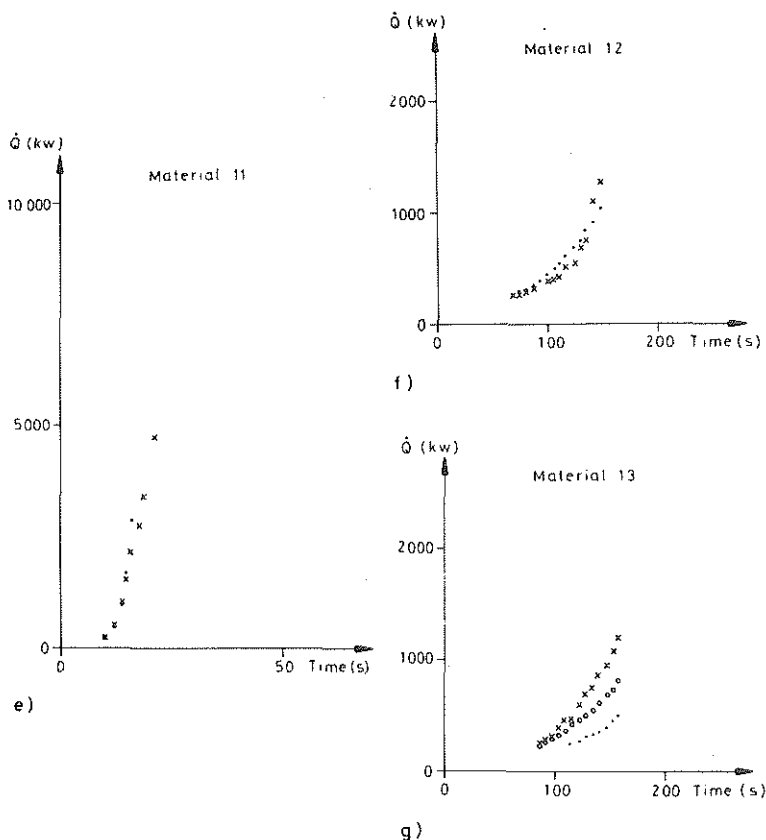 Q̇ (kw)
Material 11
10 000
5000
0
0
50
Time (s)
e)
Q̇ (kw)
Material 12
2000
1000
0
0
100
200
Time (s)
f)
Q̇ (kw)
Material 13
2000
1000
0
0
100
200
Time (s)
g)